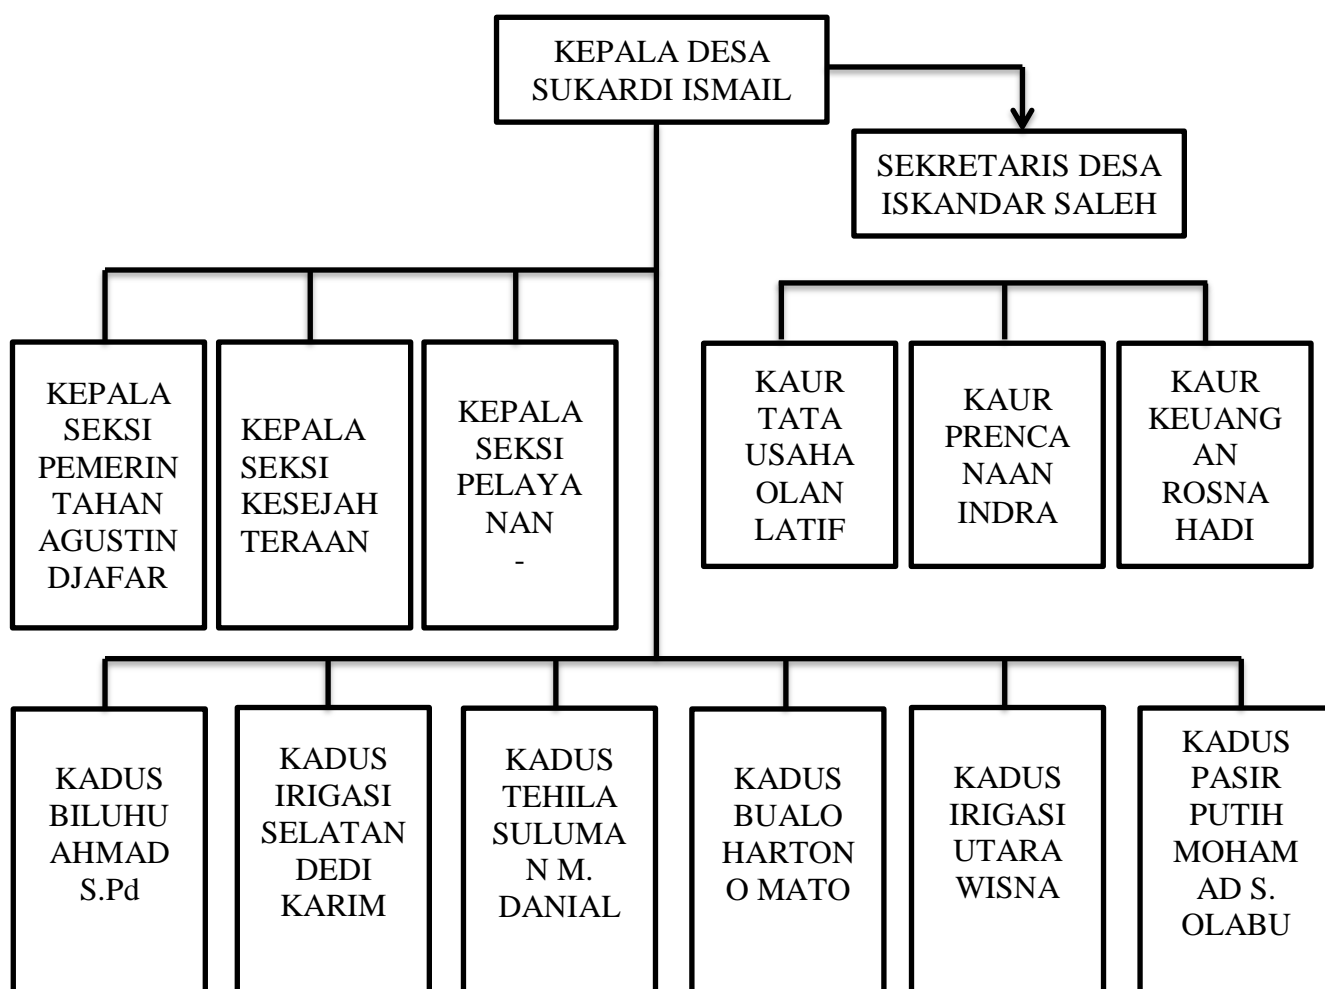 KEPALA DESA
SUKARDI ISMAIL
SEKRETARIS DESA
ISKANDAR SALEH
KEPALA
SEKSI
PEMERIN
TAHAN
AGUSTIN
DJAFAR
KEPALA
SEKSI
KESEJAH
TERAAN
KEPALA
SEKSI
PELAYA
NAN
-
KAUR
TATA
USAHA
OLAN
LATIF
KAUR
PRENCA
NAAN
INDRA
KAUR
KEUANG
AN
ROSNA
HADI
KADUS
BILUHU
AHMAD
S.Pd
KADUS
IRIGASI
SELATAN
DEDI
KARIM
KADUS
TEHILA
SULUMA
N M.
DANIAL
KADUS
BUALO
HARTON
O MATO
KADUS
IRIGASI
UTARA
WISNA
KADUS
PASIR
PUTIH
MOHAM
AD S.
OLABU